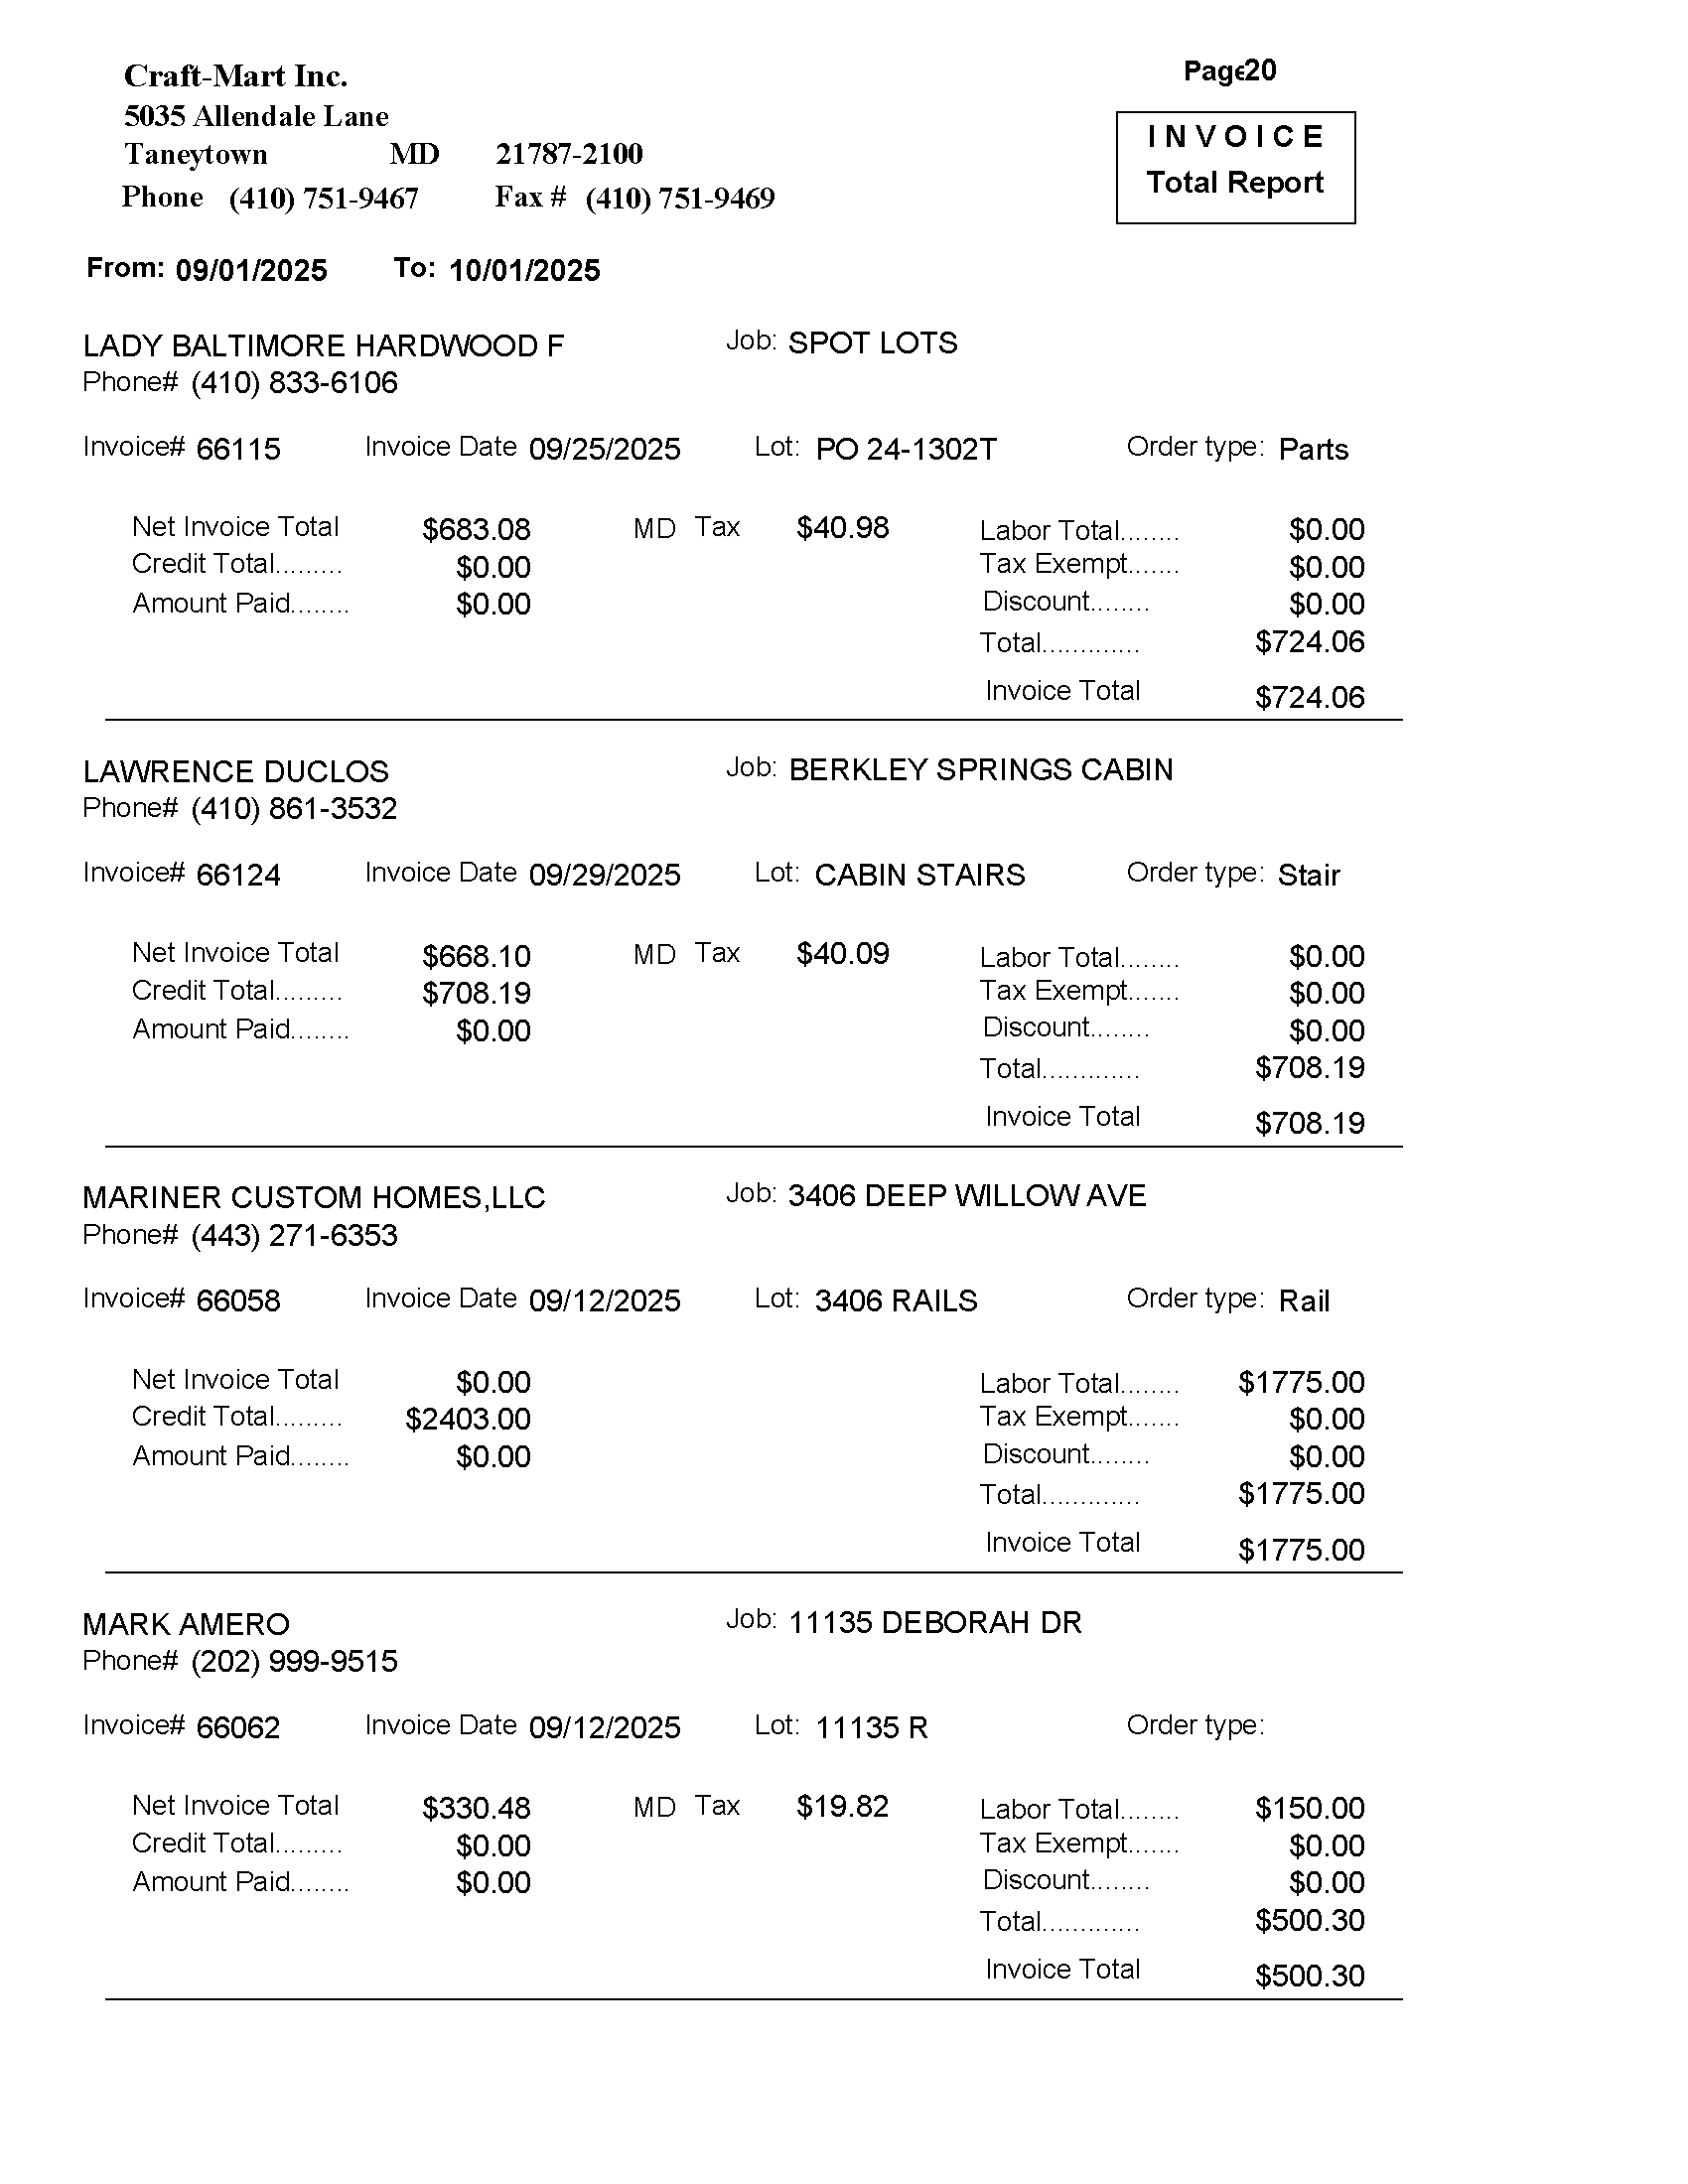 Craft-Mart Inc.
Page20
5035 Allendale Lane
INVOICE
Taneytown MD 21787-2100
Total Report
Phone (410) 751-9467 Fax # (410) 751-9469
From: 09/01/2025 To: 10/01/2025
LADY BALTIMORE HARDWOOD F Job: SPOT LOTS
Phone# (410) 833-6106
Invoice# 66115 Invoice Date 09/25/2025 Lot: PO 24-1302T Order type: Parts
Net Invoice Total $683.08 MD Tax $40.98 Labor Total........ $0.00
Credit Total......... $0.00 Tax Exempt....... $0.00
Amount Paid........ $0.00 Discount........ $0.00
Total............. $724.06
Invoice Total $724.06
LAWRENCE DUCLOS Job: BERKLEY SPRINGS CABIN
Phone# (410) 861-3532
Invoice# 66124 Invoice Date 09/29/2025 Lot: CABIN STAIRS Order type: Stair
Net Invoice Total $668.10 MD Tax $40.09 Labor Total........ $0.00
Credit Total......... $708.19 Tax Exempt....... $0.00
Amount Paid........ $0.00 Discount........ $0.00
Total............. $708.19
Invoice Total $708.19
MARINER CUSTOM HOMES,LLC Job: 3406 DEEP WILLOW AVE
Phone# (443) 271-6353
Invoice# 66058 Invoice Date 09/12/2025 Lot: 3406 RAILS Order type: Rail
Net Invoice Total $0.00 Labor Total........ $1775.00
Credit Total......... $2403.00 Tax Exempt....... $0.00
Amount Paid........ $0.00 Discount........ $0.00
Total............. $1775.00
Invoice Total $1775.00
MARK AMERO Job: 11135 DEBORAH DR
Phone# (202) 999-9515
Invoice# 66062 Invoice Date 09/12/2025 Lot: 11135 R Order type:
Net Invoice Total $330.48 MD Tax $19.82 Labor Total........ $150.00
Credit Total......... $0.00 Tax Exempt....... $0.00
Amount Paid........ $0.00 Discount........ $0.00
Total............. $500.30
Invoice Total $500.30